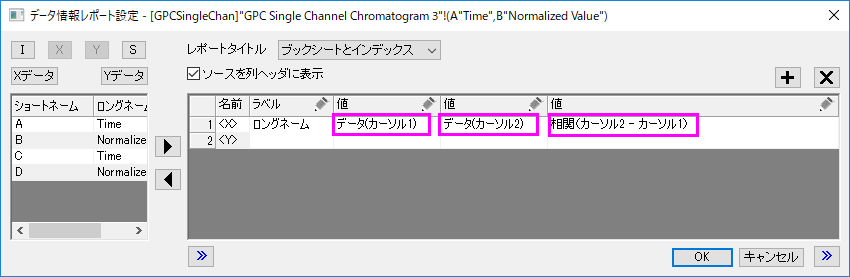 データ情報レポート設定 - [GPCSingleChan]"GPC Single Channel Chromatogram 3"!(A"Time",B"Normalized Value")
I X Y S
レポートタイトル ブックシートとインデックス
Xデータ Yデータ
ソースを列ヘッダに表示
ショートネーム ロングネーム
A Time
B Normalize
C Time
D Normalize
名前 ラベル 値 値 値
1 <X> ロングネーム データ(カーソル1) データ(カーソル2) 相関(カーソル2 - カーソル1)
2 <Y>
OK キャンセル